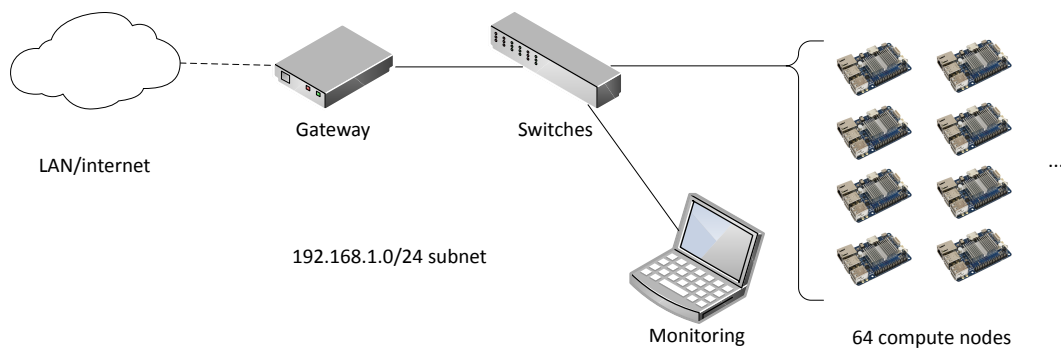 Gateway
Switches
LAN/internet
...
192.168.1.0/24 subnet
Monitoring
64 compute nodes